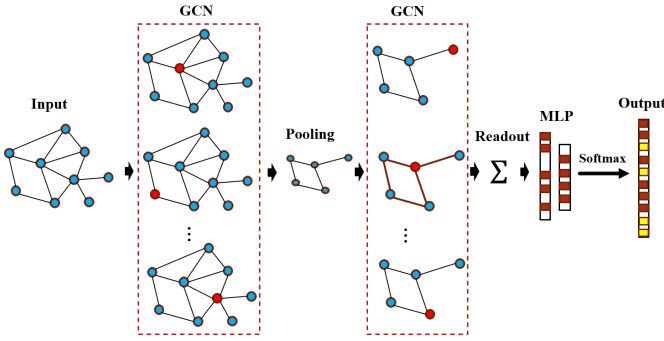 GCN
GCN
Input
Pooling
Readout
MLP
Output
Softmax
Σ
⋮
⋮